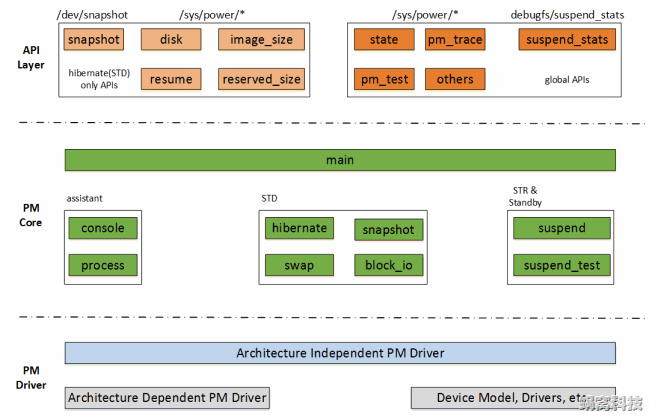 /dev/snapshot
/sys/power/*
/sys/power/*
debugfs/suspend_stats
API
Layer
snapshot
disk
image_size
state
pm_trace
suspend_stats
hibernate(STD)
only APIs
resume
reserved_size
pm_test
others
global APIs
main
PM
Core
assistant
STD
STR &
Standby
console
hibernate
snapshot
suspend
process
swap
block_io
suspend_test
PM
Driver
Architecture Independent PM Driver
Architecture Dependent PM Driver
Device Model, Drivers, etc.
蜗窝科技